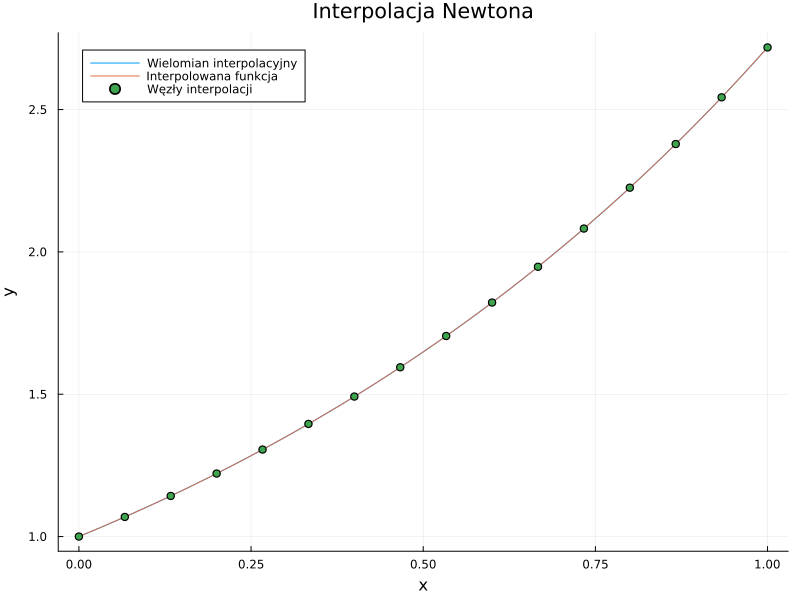 Interpolacja Newtona
Wielomian interpolacyjny
Interpolowana funkcja
Węzły interpolacji
y
2.5
2.0
1.5
1.0
0.00 0.25 0.50 0.75 1.00
x